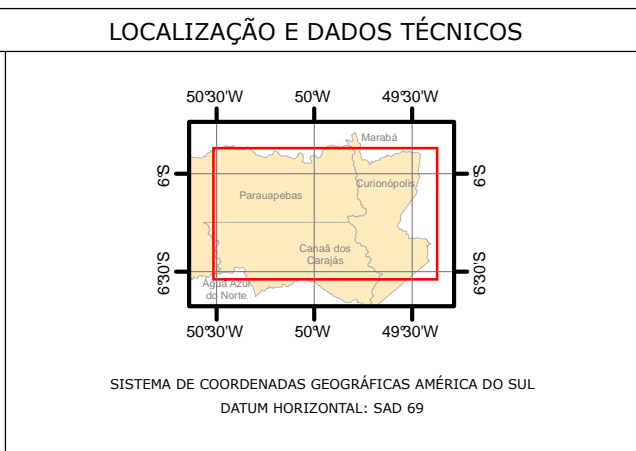 LOCALIZAÇÃO E DADOS TÉCNICOS
50°30'W 50°W 49°30'W
Marabá
6°S 6°S
Curionópolis
Parauapebas
Canaã dos
Carajás
6°30'S 6°30'S
Água Azul
do Norte
50°30'W 50°W 49°30'W
SISTEMA DE COORDENADAS GEOGRÁFICAS AMÉRICA DO SUL
DATUM HORIZONTAL: SAD 69